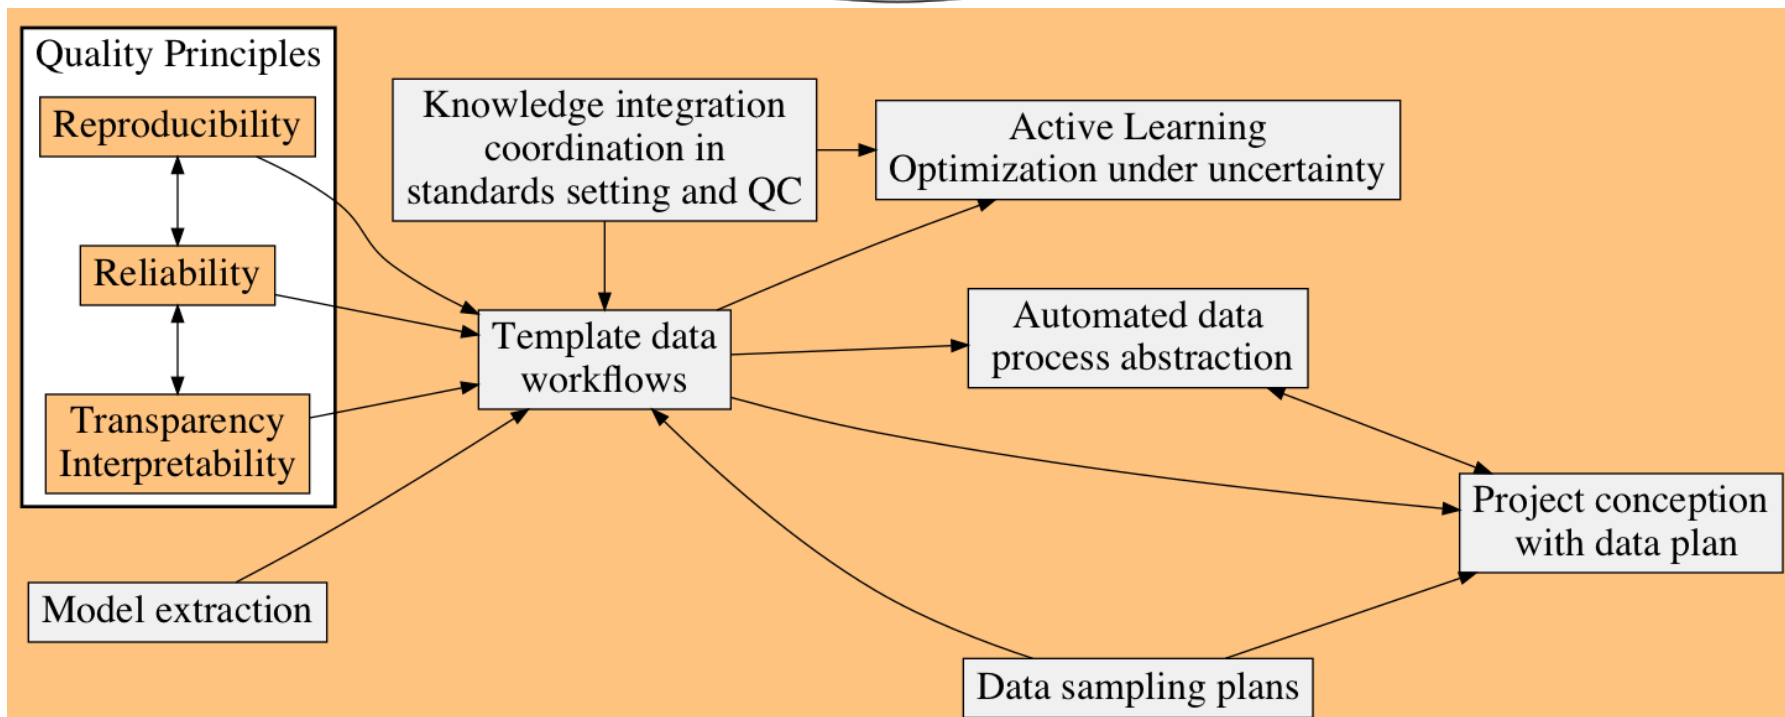 Quality Principles
Reproducibility
Reliability
Transparency
Interpretability
Knowledge integration
coordination in
standards setting and QC
Active Learning
Optimization under uncertainty
Template data
workflows
Automated data
process abstraction
Project conception
with data plan
Model extraction
Data sampling plans